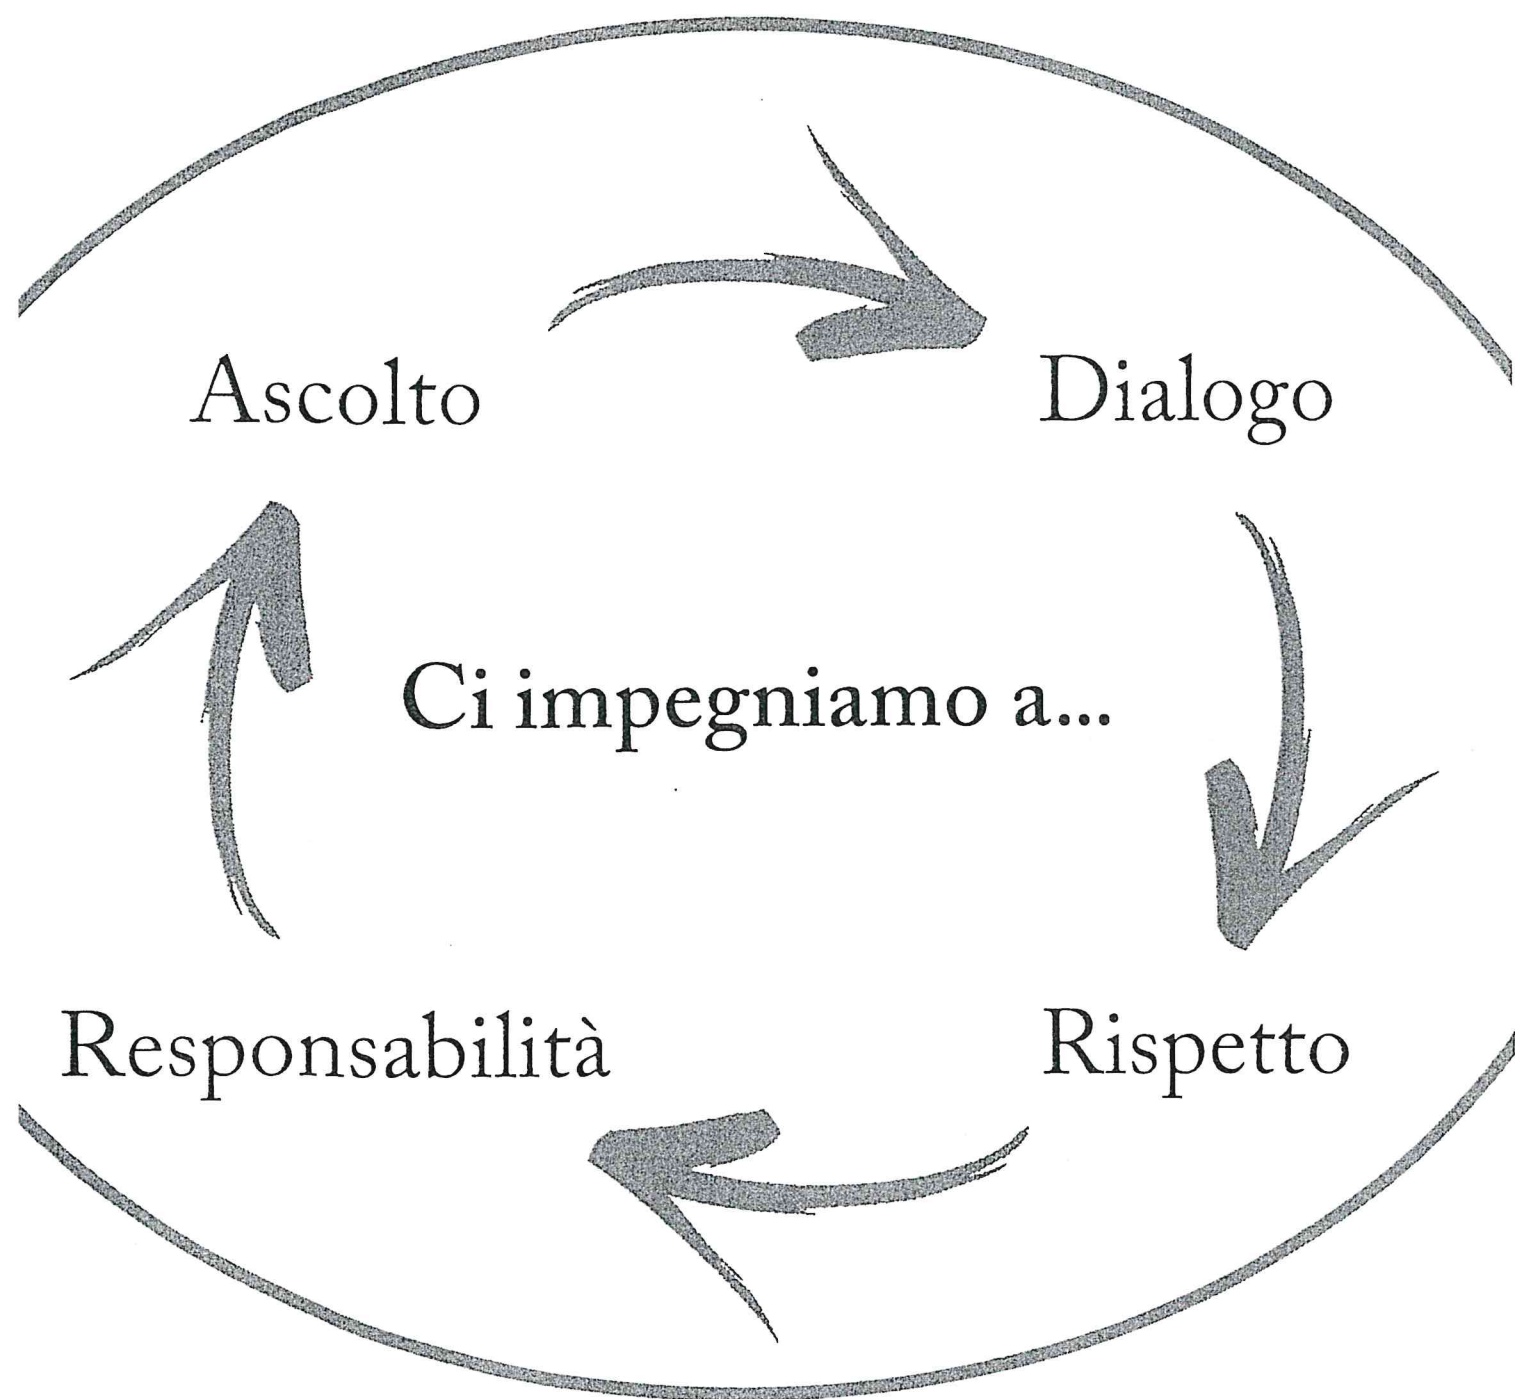 Ascolto
Dialogo
Ci impegniamo a...
Responsabilità
Rispetto